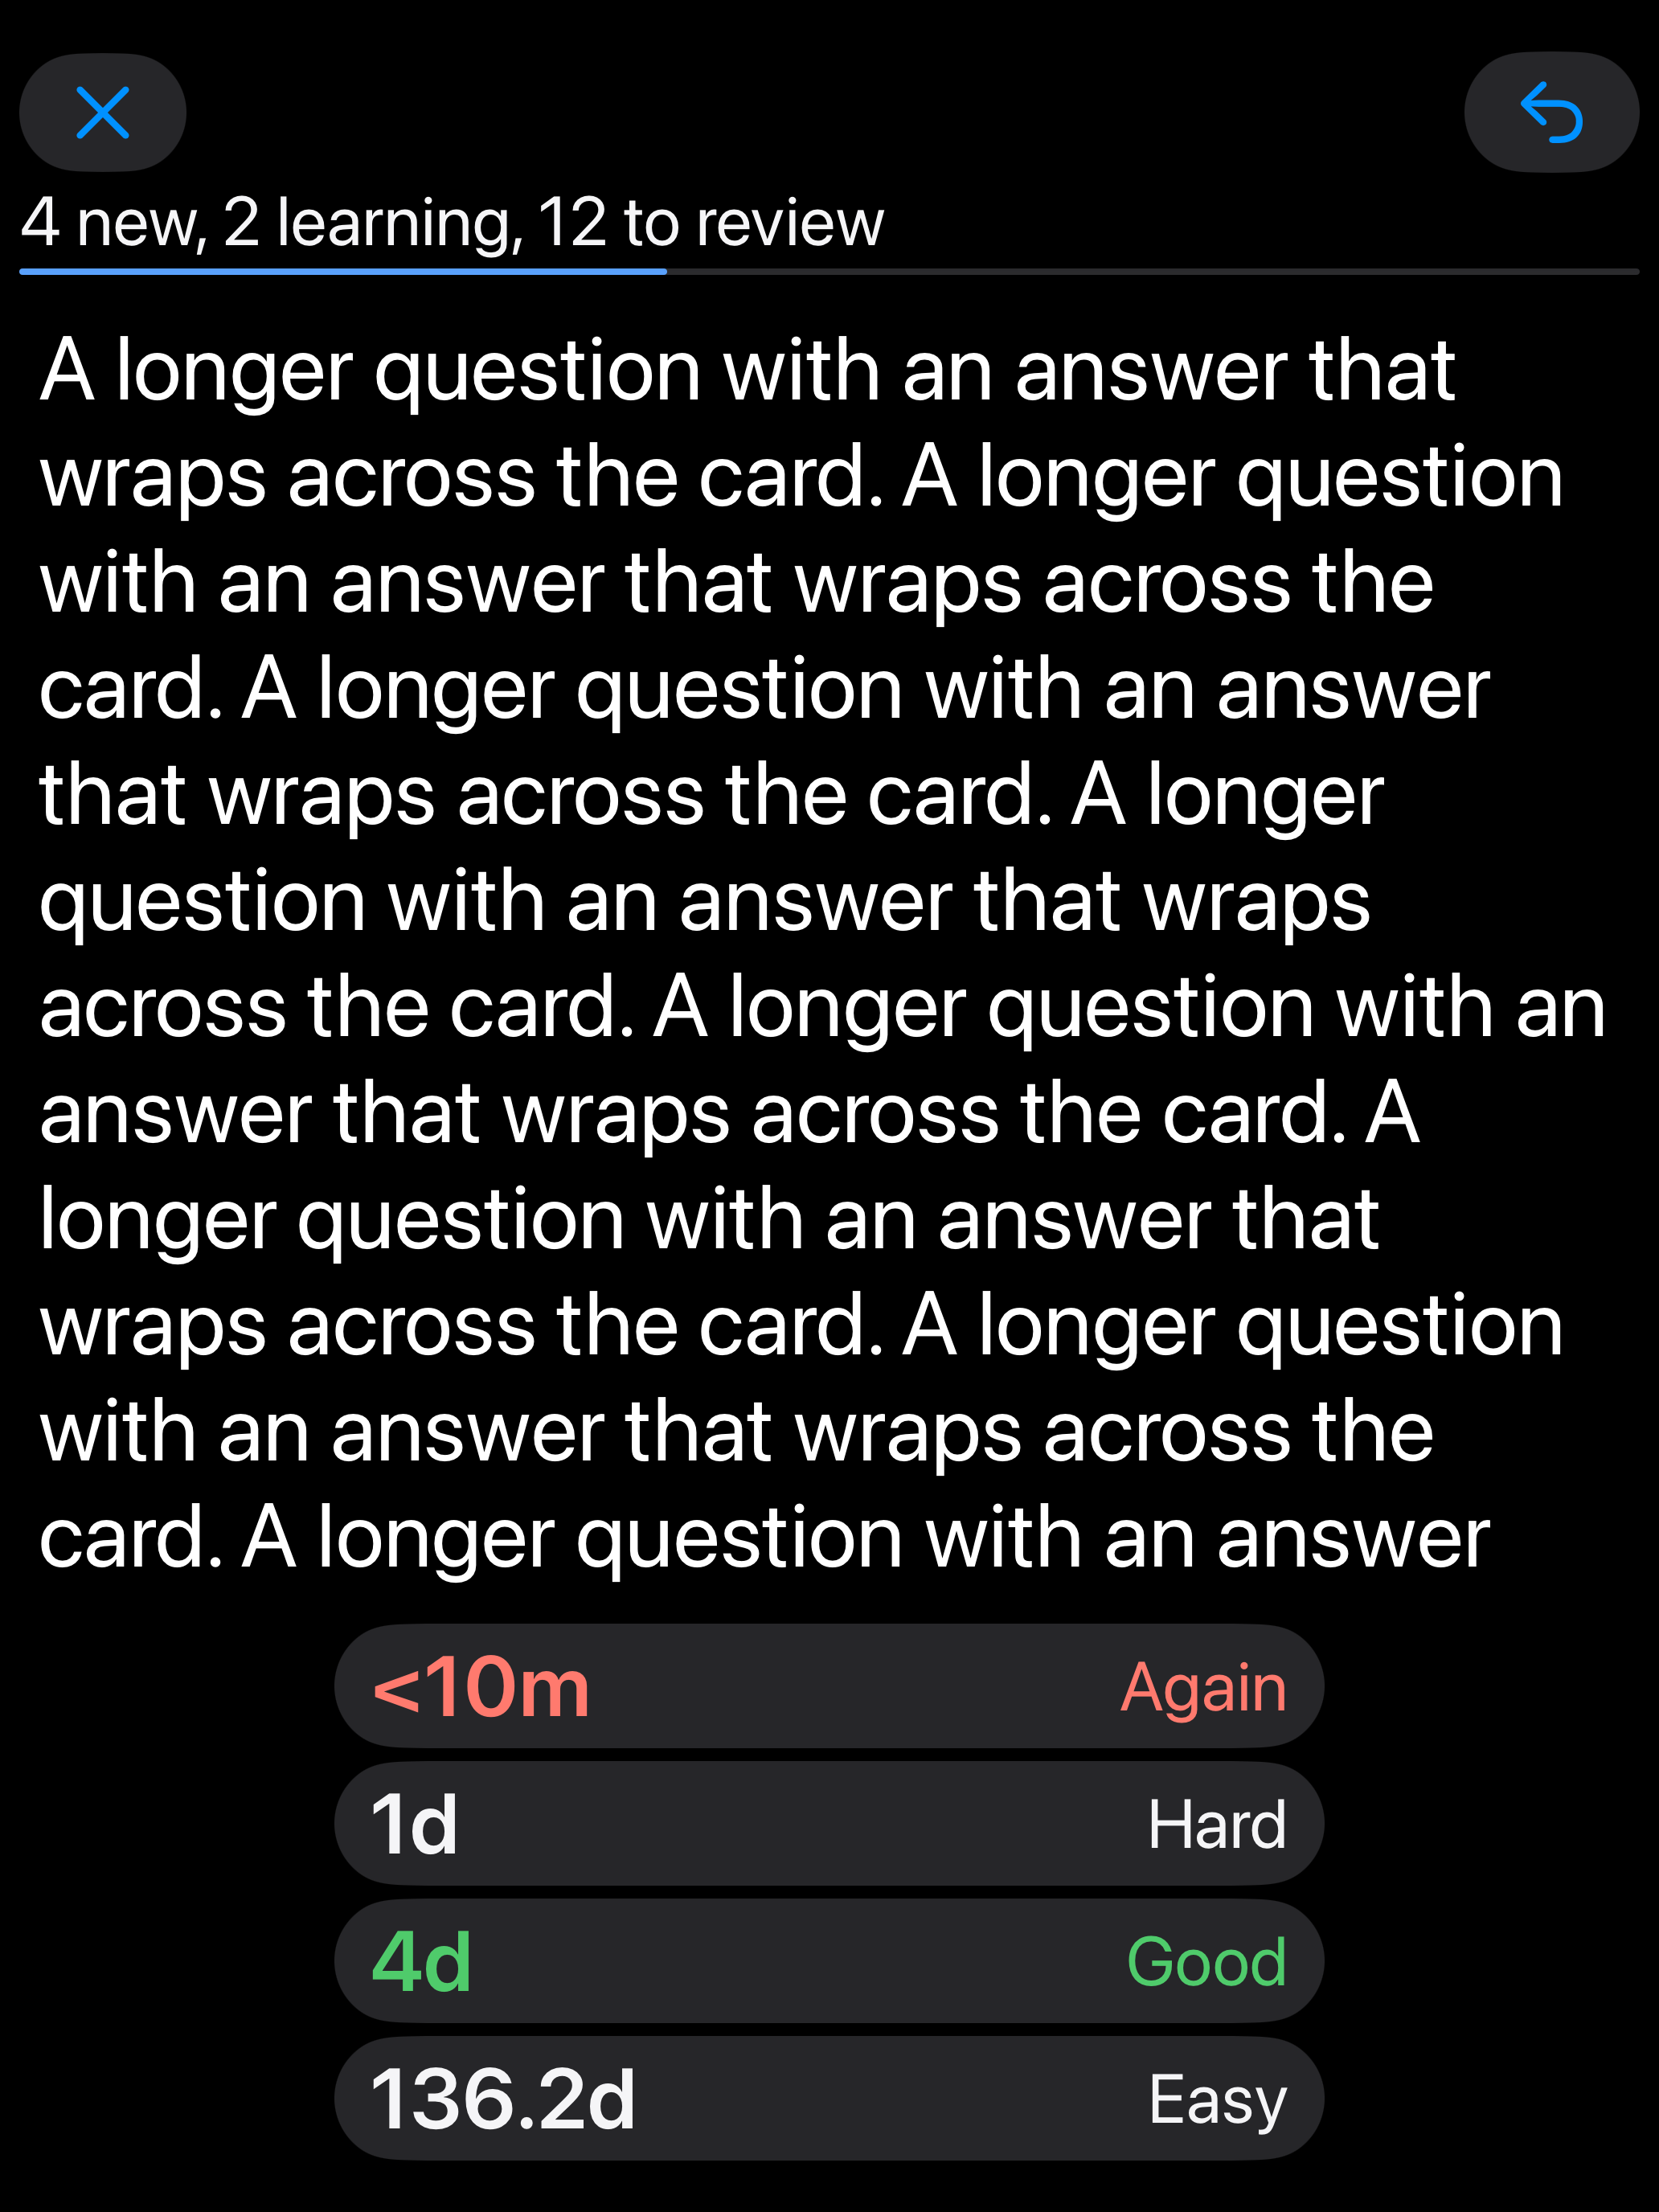 4 new, 2 learning, 12 to review
A longer question with an answer that
wraps across the card. A longer question
with an answer that wraps across the
card. A longer question with an answer
that wraps across the card. A longer
question with an answer that wraps
across the card. A longer question with an
answer that wraps across the card. A
longer question with an answer that
wraps across the card. A longer question
with an answer that wraps across the
card. A longer question with an answer
<10m Again
1d Hard
4d Good
136.2d Easy